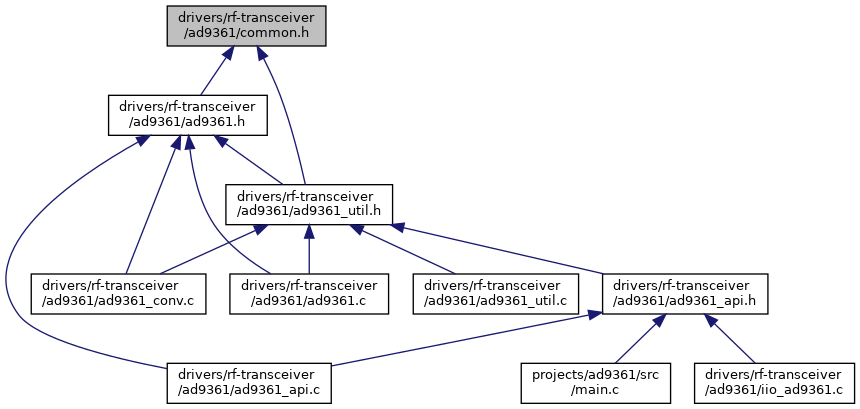 drivers/rf-transceiver
/ad9361/common.h
drivers/rf-transceiver
/ad9361/ad9361.h
drivers/rf-transceiver
/ad9361/ad9361_util.h
drivers/rf-transceiver
/ad9361/ad9361_conv.c
drivers/rf-transceiver
/ad9361/ad9361.c
drivers/rf-transceiver
/ad9361/ad9361_util.c
drivers/rf-transceiver
/ad9361/ad9361_api.h
drivers/rf-transceiver
/ad9361/ad9361_api.c
projects/ad9361/src
/main.c
drivers/rf-transceiver
/ad9361/iio_ad9361.c